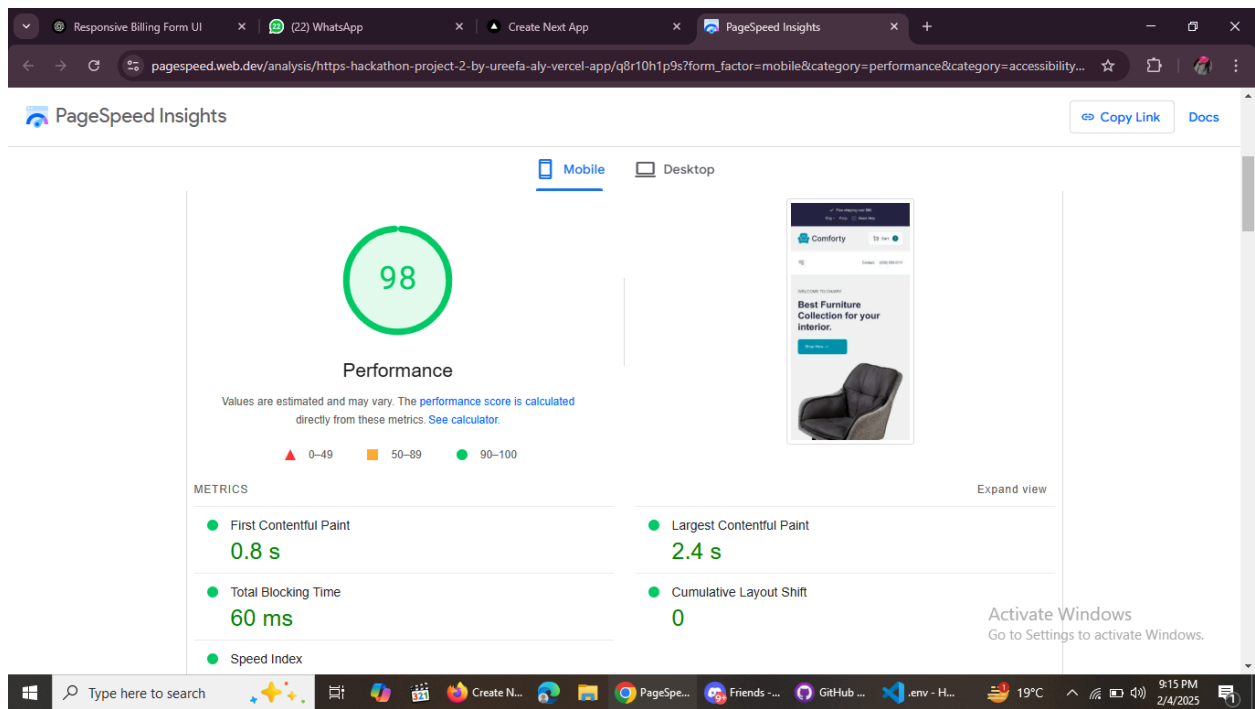 Responsive Billing Form UI
(22) WhatsApp
Create Next App
PageSpeed Insights
pagespeed.web.dev/analysis/https-hackathon-project-2-by-ureefa-aly-vercel-app/q8r10h1p9s?form_factor=mobile&category=performance&category=accessibility...
PageSpeed Insights
Copy Link
Docs
Mobile
Desktop
98
Performance
Values are estimated and may vary. The performance score is calculated
directly from these metrics. See calculator.
0–49
50–89
90–100
Comforty
Best Furniture
Collection for your
interior.
METRICS
Expand view
First Contentful Paint
0.8 s
Largest Contentful Paint
2.4 s
Total Blocking Time
60 ms
Cumulative Layout Shift
0
Speed Index
Activate Windows
Go to Settings to activate Windows.
Type here to search
Create N...
PageSpe...
Friends -...
GitHub ...
.env - H...
19°C
9:15 PM
2/4/2025